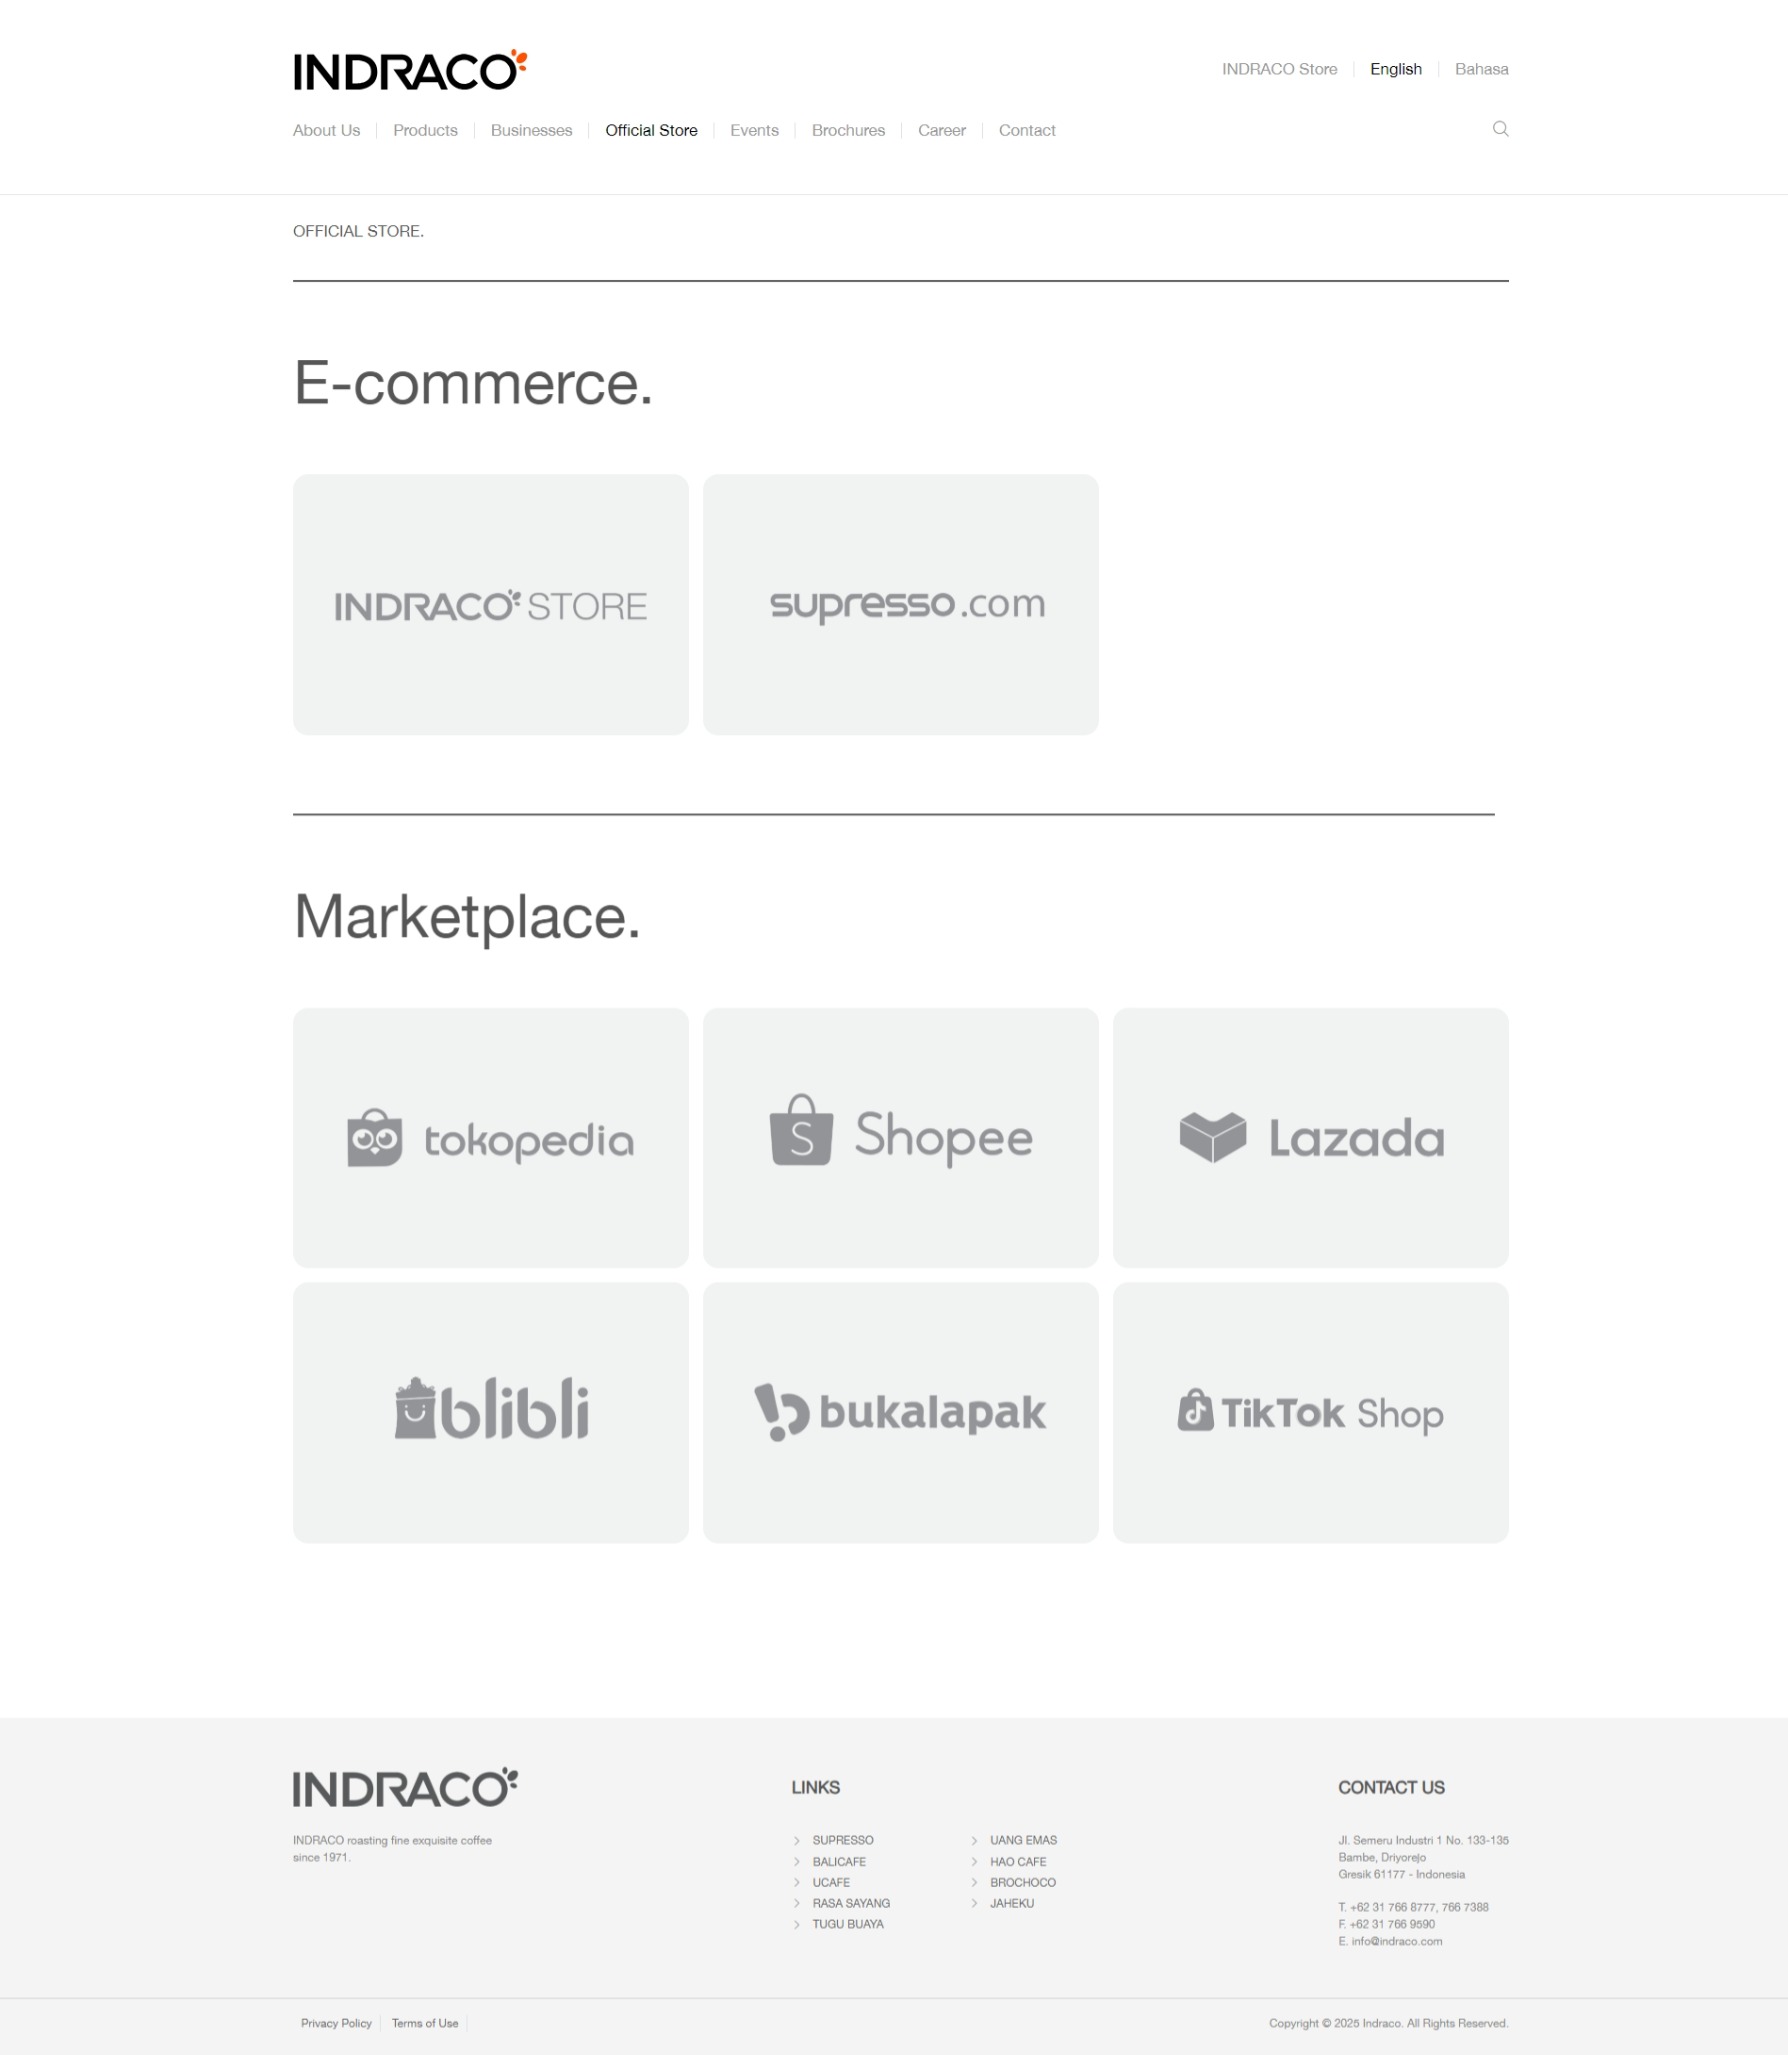 INDRACO
INDRACO Store
English
Bahasa
About Us
Products
Businesses
Official Store
Events
Brochures
Career
Contact
OFFICIAL STORE.
E-commerce.
INDRACO STORE
supresso.com
Marketplace.
tokopedia
Shopee
Lazada
blibli
bukalapak
TikTok Shop
INDRACO
INDRACO roasting fine exquisite coffee
since 1971.
LINKS
SUPRESSO
BALICAFE
UCAFE
RASA SAYANG
TUGU BUAYA
UANG EMAS
HAO CAFE
BROCHOCO
JAHEKU
CONTACT US
Jl. Semeru Industri 1 No. 133-135
Bambe, Driyorejo
Gresik 61177 - Indonesia
T. +62 31 766 8777, 766 7388
F. +62 31 766 9590
E. info@indraco.com
Privacy Policy
Terms of Use
Copyright © 2025 Indraco. All Rights Reserved.